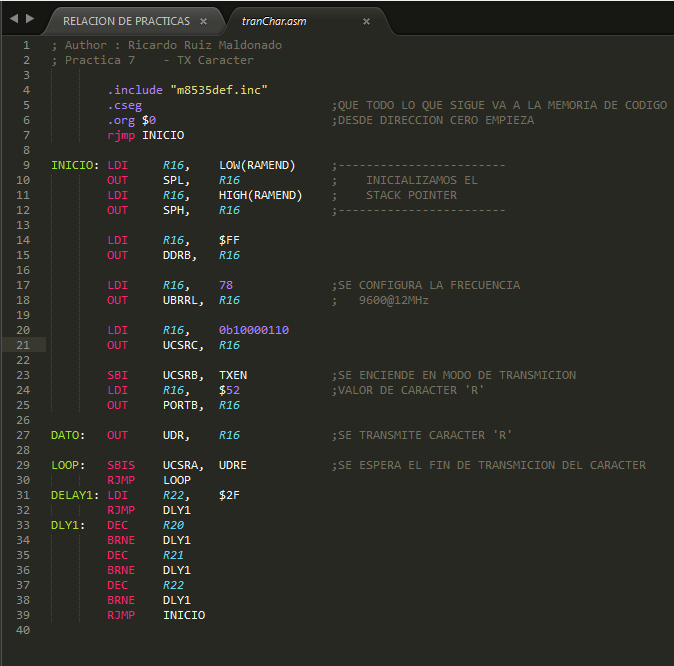 RELACION DE PRACTICAS × tranChar.asm ×
1 ; Author : Ricardo Ruiz Maldonado
2 ; Practica 7 - TX Caracter
3
4 .include "m8535def.inc"
5 .cseg ;QUE TODO LO QUE SIGUE VA A LA MEMORIA DE CODIGO
6 .org $0 ;DESDE DIRECCION CERO EMPIEZA
7 rjmp INICIO
8
9 INICIO: LDI R16, LOW(RAMEND) ;------------------------
10 OUT SPL, R16 ; INICIALIZAMOS EL
11 LDI R16, HIGH(RAMEND) ; STACK POINTER
12 OUT SPH, R16 ;------------------------
13
14 LDI R16, $FF
15 OUT DDRB, R16
16
17 LDI R16, 78 ;SE CONFIGURA LA FRECUENCIA
18 OUT UBRRL, R16 ; 9600@12MHz
19
20 LDI R16, 0b10000110
21 OUT UCSRC, R16
22
23 SBI UCSRB, TXEN ;SE ENCIENDE EN MODO DE TRANSMICION
24 LDI R16, $52 ;VALOR DE CARACTER 'R'
25 OUT PORTB, R16
26
27 DATO: OUT UDR, R16 ;SE TRANSMITE CARACTER 'R'
28
29 LOOP: SBIS UCSRA, UDRE ;SE ESPERA EL FIN DE TRANSMICION DEL CARACTER
30 RJMP LOOP
31 DELAY1: LDI R22, $2F
32 RJMP DLY1
33 DLY1: DEC R20
34 BRNE DLY1
35 DEC R21
36 BRNE DLY1
37 DEC R22
38 BRNE DLY1
39 RJMP INICIO
40